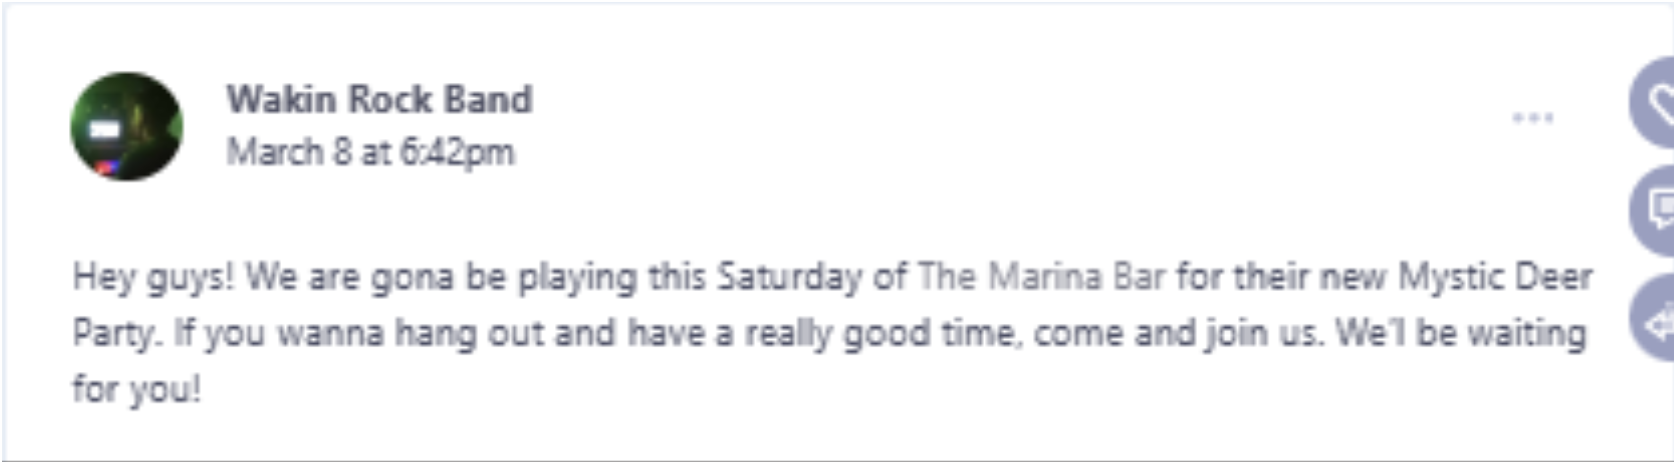 Wakin Rock Band
March 8 at 6:42pm
Hey guys! We are gona be playing this Saturday of The Marina Bar for their new Mystic Deer
Party. If you wanna hang out and have a really good time, come and join us. We'l be waiting
for you!